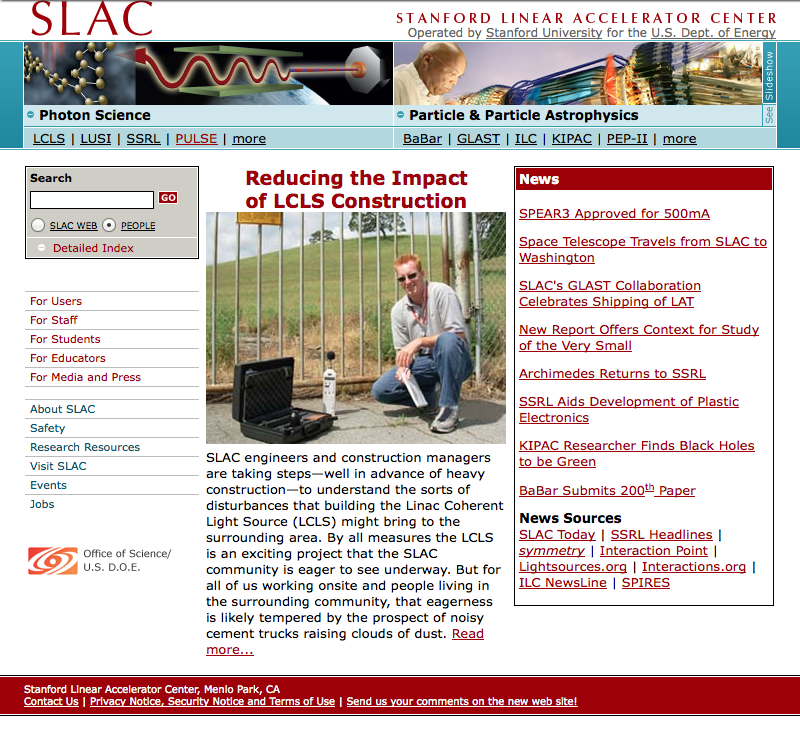 SLAC
STANFORD LINEAR ACCELERATOR CENTER
Operated by Stanford University for the U.S. Dept. of Energy
See Slideshow
Photon Science
Particle & Particle Astrophysics
LCLS | LUSI | SSRL | PULSE | more
BaBar | GLAST | ILC | KIPAC | PEP-II | more
Search
GO
SLAC WEB PEOPLE
Detailed Index
For Users
For Staff
For Students
For Educators
For Media and Press
About SLAC
Safety
Research Resources
Visit SLAC
Events
Jobs
Office of Science/
U.S. D.O.E.
Reducing the Impact
of LCLS Construction
SLAC engineers and construction managers
are taking steps—well in advance of heavy
construction—to understand the sorts of
disturbances that building the Linac Coherent
Light Source (LCLS) might bring to the
surrounding area. By all measures the LCLS
is an exciting project that the SLAC
community is eager to see underway. But for
all of us working onsite and people living in
the surrounding community, that eagerness
is likely tempered by the prospect of noisy
cement trucks raising clouds of dust. Read
more...
News
SPEAR3 Approved for 500mA
Space Telescope Travels from SLAC to
Washington
SLAC's GLAST Collaboration
Celebrates Shipping of LAT
New Report Offers Context for Study
of the Very Small
Archimedes Returns to SSRL
SSRL Aids Development of Plastic
Electronics
KIPAC Researcher Finds Black Holes
to be Green
BaBar Submits 200th Paper
News Sources
SLAC Today | SSRL Headlines |
symmetry | Interaction Point |
Lightsources.org | Interactions.org |
ILC NewsLine | SPIRES
Stanford Linear Accelerator Center, Menlo Park, CA
Contact Us | Privacy Notice, Security Notice and Terms of Use | Send us your comments on the new web site!